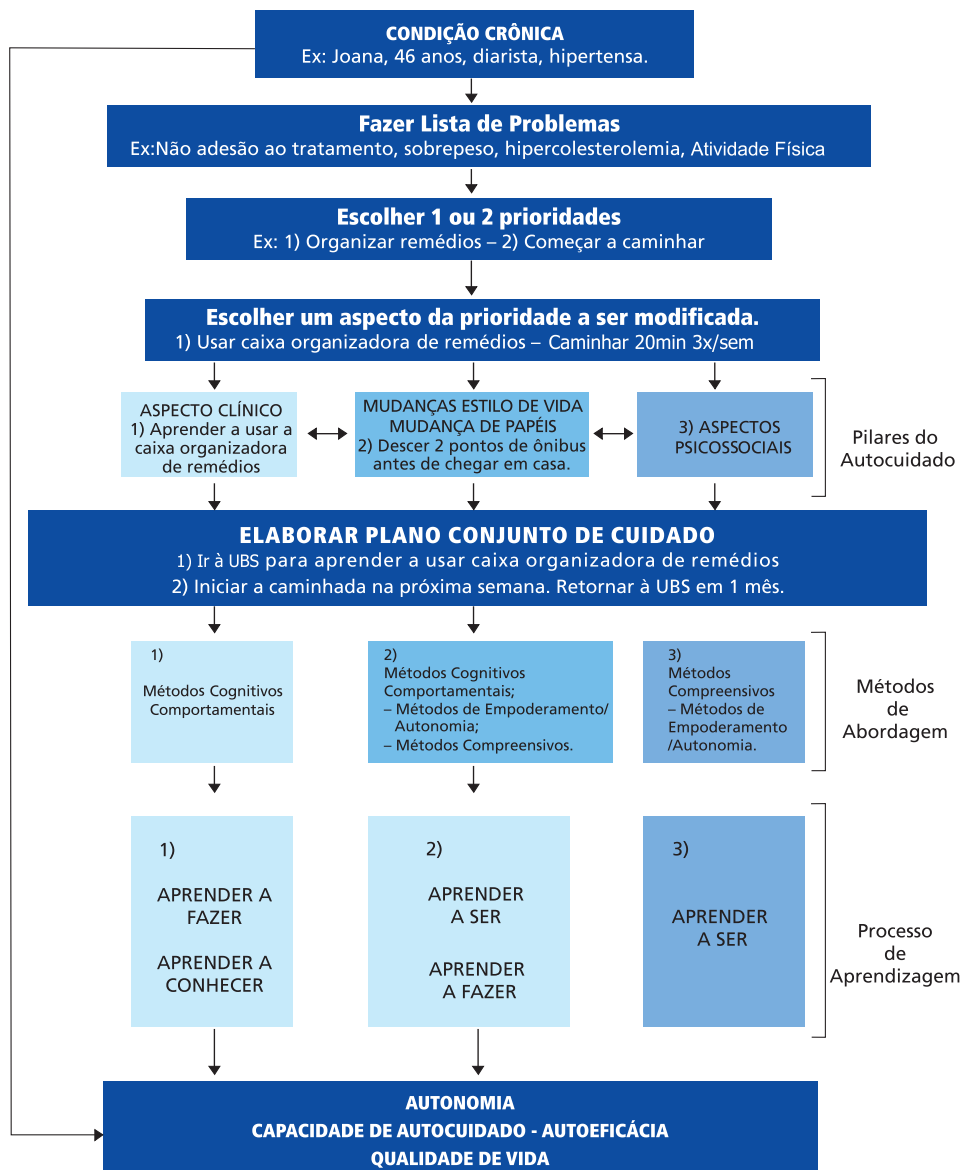 CONDIÇÃO CRÔNICA
Ex: Joana, 46 anos, diarista, hipertensa.
Fazer Lista de Problemas
Ex:Não adesão ao tratamento, sobrepeso, hipercolesterolemia, Atividade Física
Escolher 1 ou 2 prioridades
Ex: 1) Organizar remédios – 2) Começar a caminhar
Escolher um aspecto da prioridade a ser modificada.
1) Usar caixa organizadora de remédios – Caminhar 20min 3x/sem
ASPECTO CLÍNICO
1) Aprender a usar a
caixa organizadora
de remédios
MUDANÇAS ESTILO DE VIDA
MUDANÇA DE PAPÉIS
2) Descer 2 pontos de ônibus
antes de chegar em casa.
3) ASPECTOS
PSICOSSOCIAIS
Pilares do
Autocuidado
ELABORAR PLANO CONJUNTO DE CUIDADO
1) Ir à UBS para aprender a usar caixa organizadora de remédios
2) Iniciar a caminhada na próxima semana. Retornar à UBS em 1 mês.
1)
Métodos Cognitivos
Comportamentais
2)
Métodos Cognitivos
Comportamentais;
– Métodos de Empoderamento/
Autonomia;
– Métodos Compreensivos.
3)
Métodos
Compreensivos
– Métodos de
Empoderamento
/Autonomia.
Métodos
de
Abordagem
1)
APRENDER A
FAZER
APRENDER A
CONHECER
2)
APRENDER
A SER
APRENDER
A FAZER
3)
APRENDER
A SER
Processo
de
Aprendizagem
AUTONOMIA
CAPACIDADE DE AUTOCUIDADO - AUTOEFICÁCIA
QUALIDADE DE VIDA